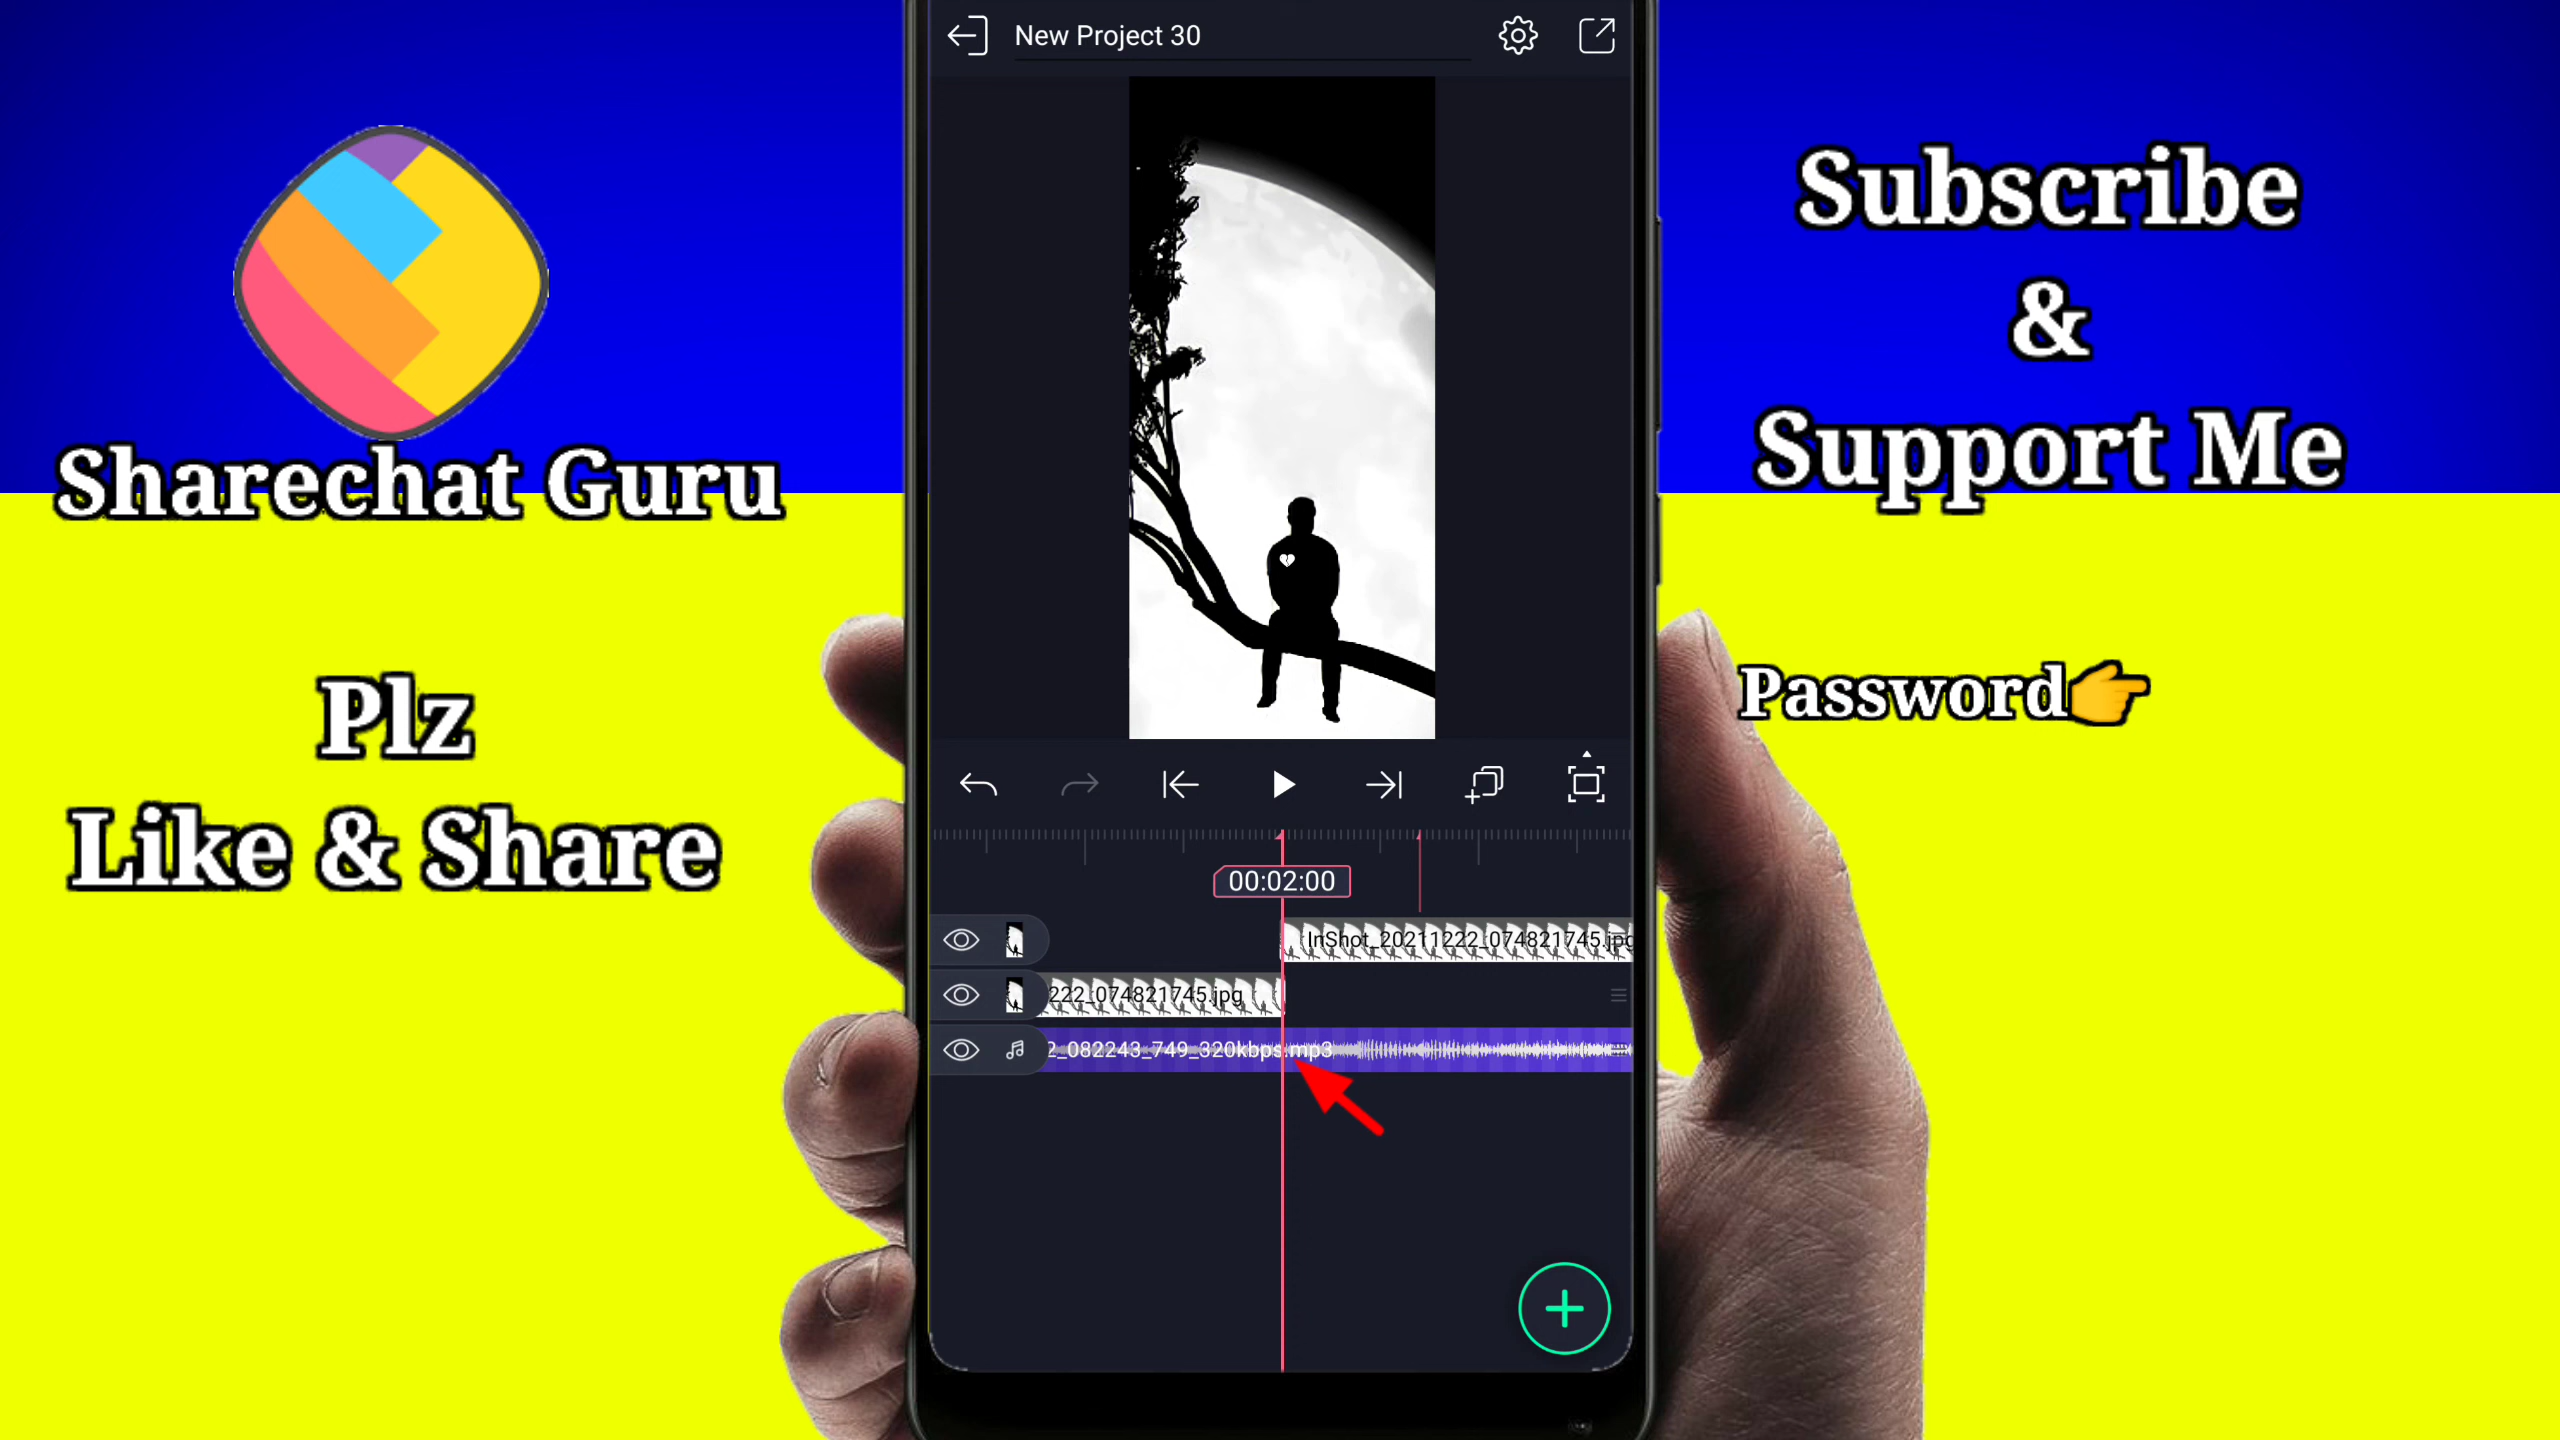 New Project 30
Sharechat Guru
Plz
Like & Share
Subscribe
&
Support Me
Password👉
00:02:00
InShot_20211222_074821745.jpg
222_074821745.jpg
2_082243_749_320kbps.mp3